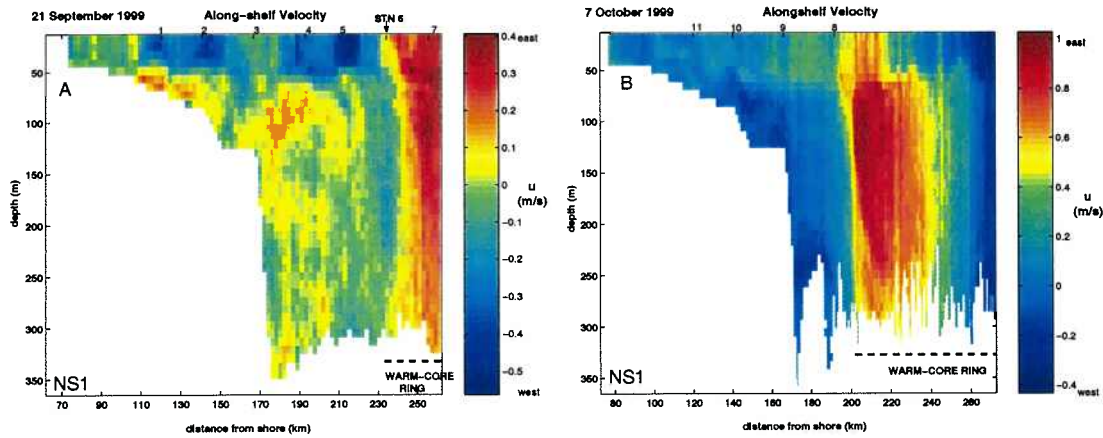 21 September 1999
Along-shelf Velocity
STN 6
1 2 3 4 5 7
A
NS1
WARM-CORE
RING
depth (m)
50
100
150
200
250
300
350
70 90 110 130 150 170 190 210 230 250
distance from shore (km)
0.4 east
0.3
0.2
0.1
0
-0.1
-0.2
-0.3
-0.4
-0.5
west
u
(m/s)
7 October 1999
Alongshelf Velocity
11 10 9 8
B
NS1
WARM-CORE RING
depth (m)
50
100
150
200
250
300
350
80 100 120 140 160 180 200 220 240 260
distance from shore (km)
1 east
0.8
0.6
0.4
0.2
0
-0.2
-0.4 west
u
(m/s)